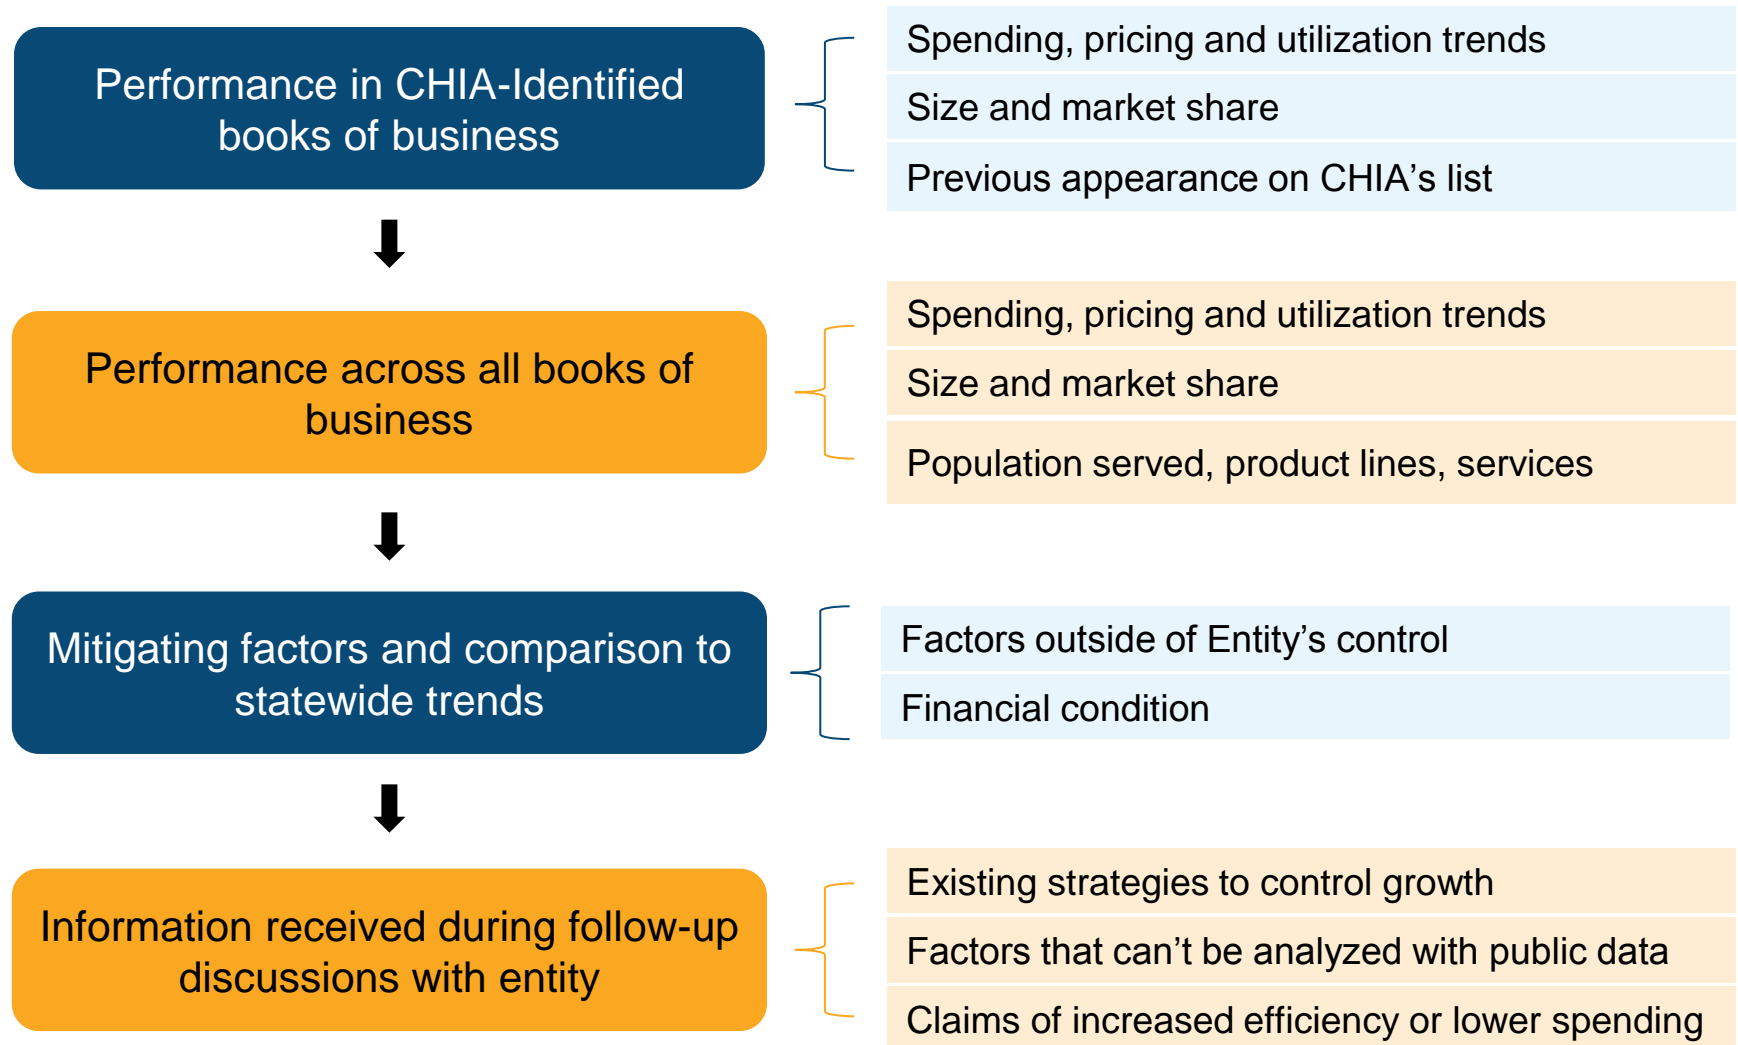 Performance in CHIA-Identified
books of business
Spending, pricing and utilization trends
Size and market share
Previous appearance on CHIA’s list
Performance across all books of
business
Spending, pricing and utilization trends
Size and market share
Population served, product lines, services
Mitigating factors and comparison to
statewide trends
Factors outside of Entity’s control
Financial condition
Information received during follow-up
discussions with entity
Existing strategies to control growth
Factors that can’t be analyzed with public data
Claims of increased efficiency or lower spending